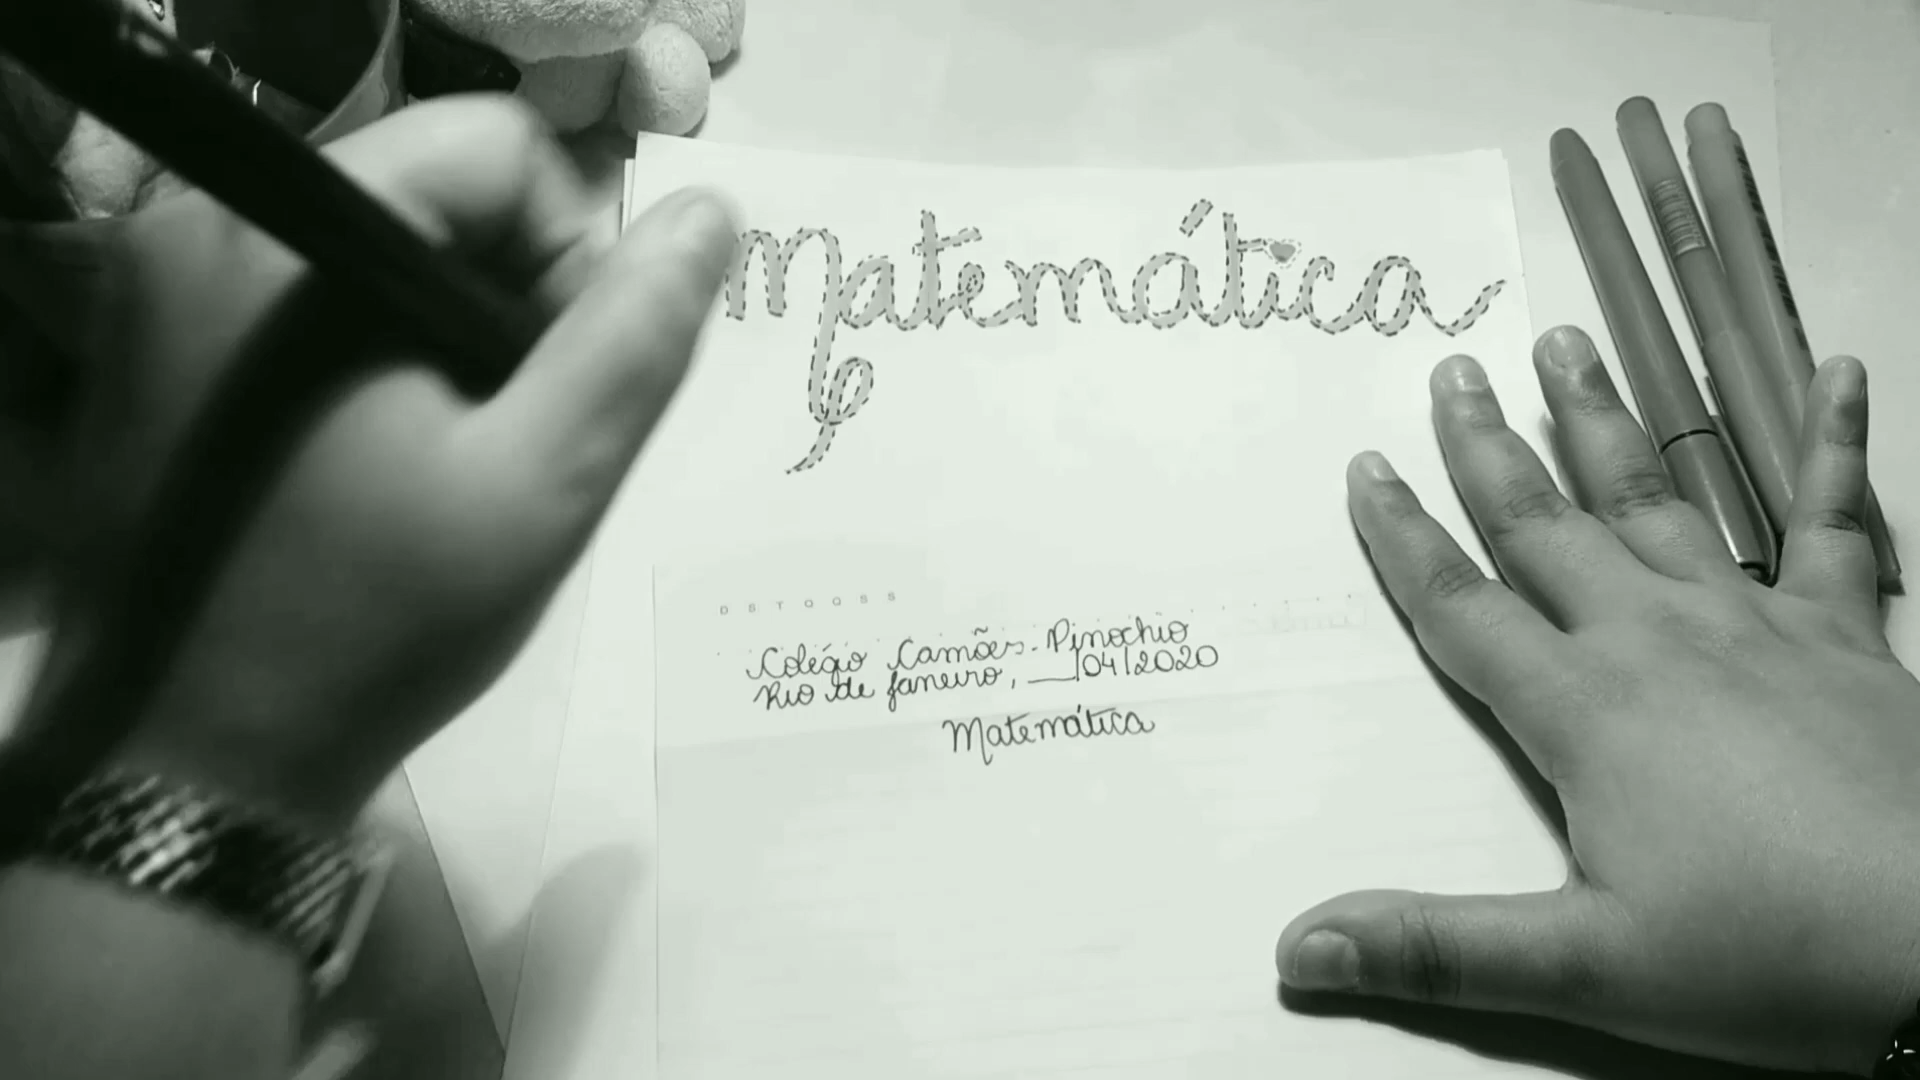 Matemática
D S T Q Q S S
Colégio Camões-Pinochio
Rio de Janeiro, __/04/2020
Matemática